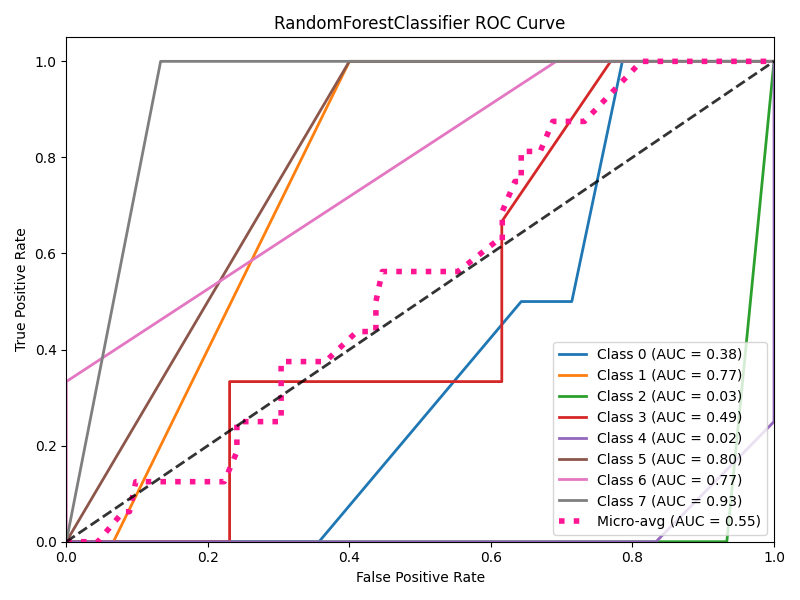 RandomForestClassifier ROC Curve
True Positive Rate
1.0
0.8
0.6
0.4
0.2
0.0
Class 0 (AUC = 0.38)
Class 1 (AUC = 0.77)
Class 2 (AUC = 0.03)
Class 3 (AUC = 0.49)
Class 4 (AUC = 0.02)
Class 5 (AUC = 0.80)
Class 6 (AUC = 0.77)
Class 7 (AUC = 0.93)
Micro-avg (AUC = 0.55)
0.0 0.2 0.4 0.6 0.8 1.0
False Positive Rate